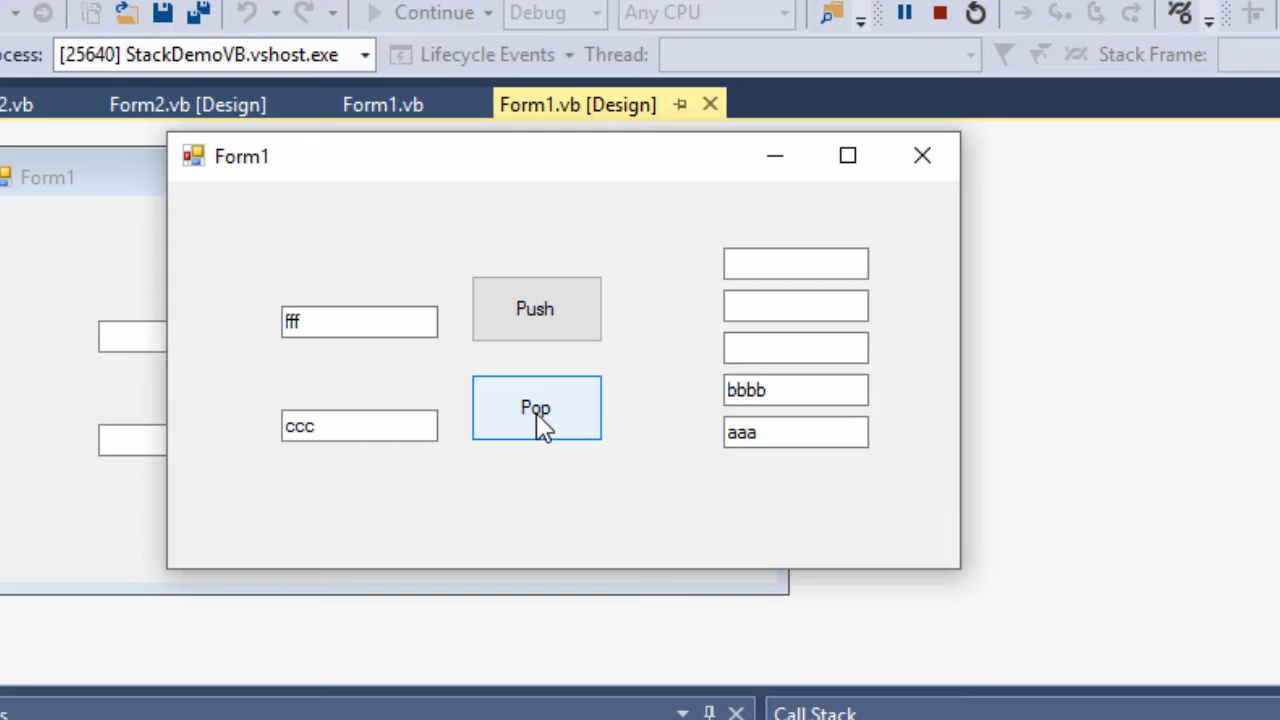 Continue Debug Any CPU
ocess: [25640] StackDemoVB.vshost.exe Lifecycle Events Thread: Stack Frame:
2.vb Form2.vb [Design] Form1.vb Form1.vb [Design]
Form1
Form1
Push
fff
Pop
ccc
bbbb
aaa
s
Call Stack